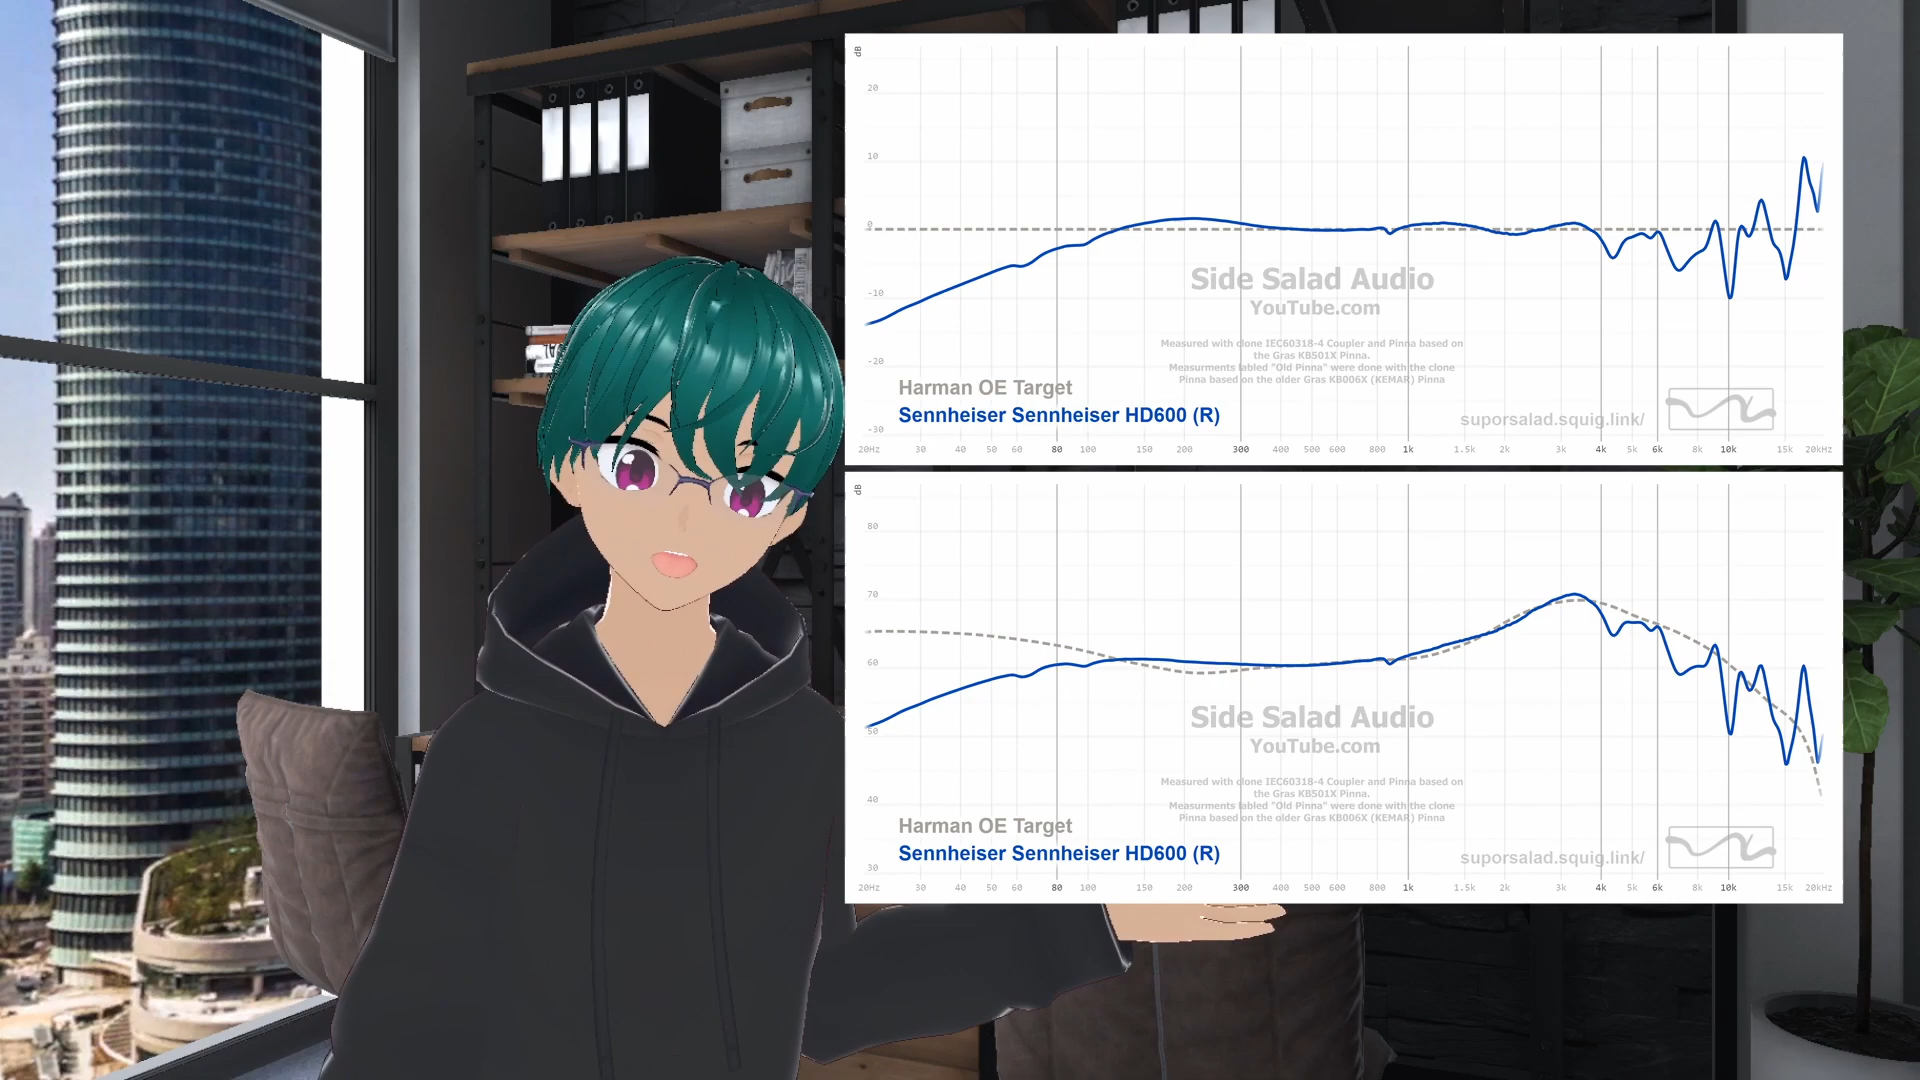 dB
20
10
0
-10
-20
-30
Side Salad Audio
YouTube.com
Measured with clone IEC60318-4 Coupler and Pinna based on
the Gras KB501X Pinna.
Measurments labled "Old Pinna" were done with the clone
Pinna based on the older Gras KB006X (KEMAR) Pinna
Harman OE Target
Sennheiser Sennheiser HD600 (R)
suporsalad.squig.link/
20Hz 30 40 50 60 80 100 150 200 300 400 500 600 800 1k 1.5k 2k 3k 4k 5k 6k 8k 10k 15k 20kHz
dB
80
70
60
50
40
30
Side Salad Audio
YouTube.com
Measured with clone IEC60318-4 Coupler and Pinna based on
the Gras KB501X Pinna.
Measurments labled "Old Pinna" were done with the clone
Pinna based on the older Gras KB006X (KEMAR) Pinna
Harman OE Target
Sennheiser Sennheiser HD600 (R)
suporsalad.squig.link/
20Hz 30 40 50 60 80 100 150 200 300 400 500 600 800 1k 1.5k 2k 3k 4k 5k 6k 8k 10k 15k 20kHz